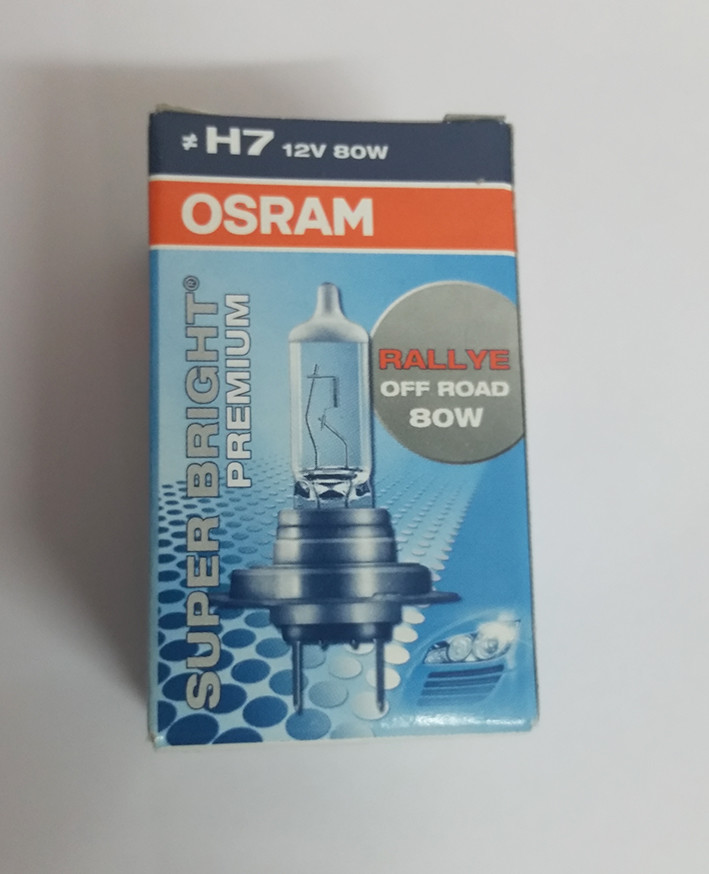 ≠ H7 12V 80W
OSRAM
SUPER BRIGHT®
PREMIUM
RALLYE
OFF ROAD
80W